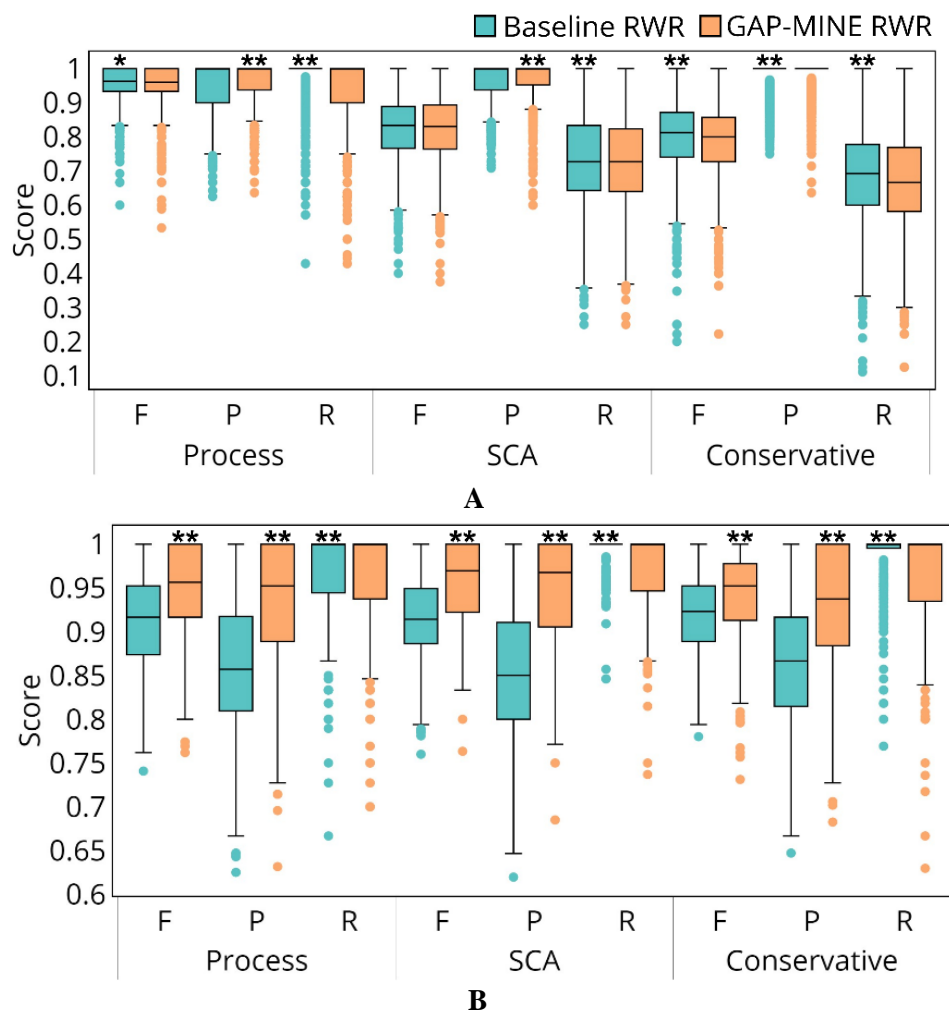 Baseline RWR GAP-MINE RWR
* ** ** ** ** ** ** **
1
0.9
0.8
0.7
0.6
0.5
0.4
0.3
0.2
0.1
Score
F P R F P R F P R
Process SCA Conservative
A
** ** ** ** ** ** ** ** **
1
0.95
0.9
0.85
0.8
0.75
0.7
0.65
0.6
Score
F P R F P R F P R
Process SCA Conservative
B